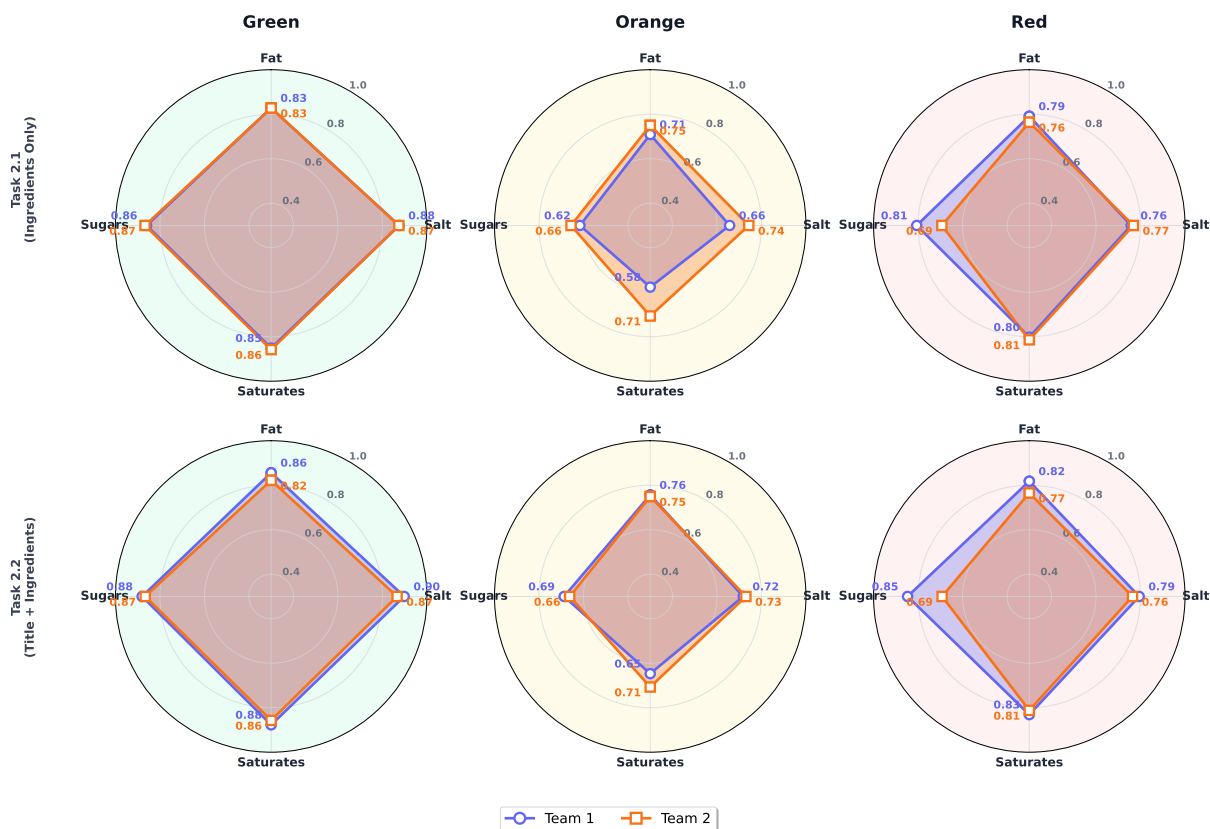 Green
Orange
Red
Task 2.1
(Ingredients Only)
Fat
1.0
0.8
0.6
0.4
0.83
0.83
Sugars
0.86
0.87
Salt
0.88
0.87
0.85
0.86
Saturates
Fat
1.0
0.8
0.6
0.4
0.71
0.75
Sugars
0.62
0.66
Salt
0.66
0.74
0.58
0.71
Saturates
Fat
1.0
0.8
0.6
0.4
0.79
0.76
Sugars
0.81
0.69
Salt
0.76
0.77
0.80
0.81
Saturates
Task 2.2
(Title + Ingredients)
Fat
1.0
0.8
0.6
0.4
0.86
0.82
Sugars
0.88
0.87
Salt
0.90
0.87
0.88
0.86
Saturates
Fat
1.0
0.8
0.6
0.4
0.76
0.75
Sugars
0.69
0.66
Salt
0.72
0.73
0.65
0.71
Saturates
Fat
1.0
0.8
0.6
0.4
0.82
0.77
Sugars
0.85
0.69
Salt
0.79
0.76
0.83
0.81
Saturates
Team 1
Team 2